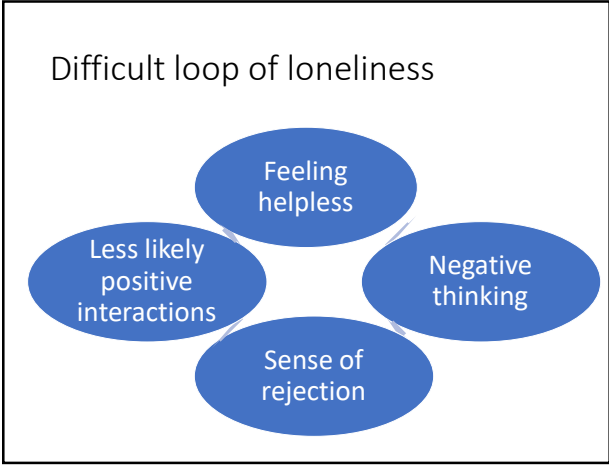 Difficult loop of loneliness
Feeling
helpless
Negative
thinking
Sense of
rejection
Less likely
positive
interactions